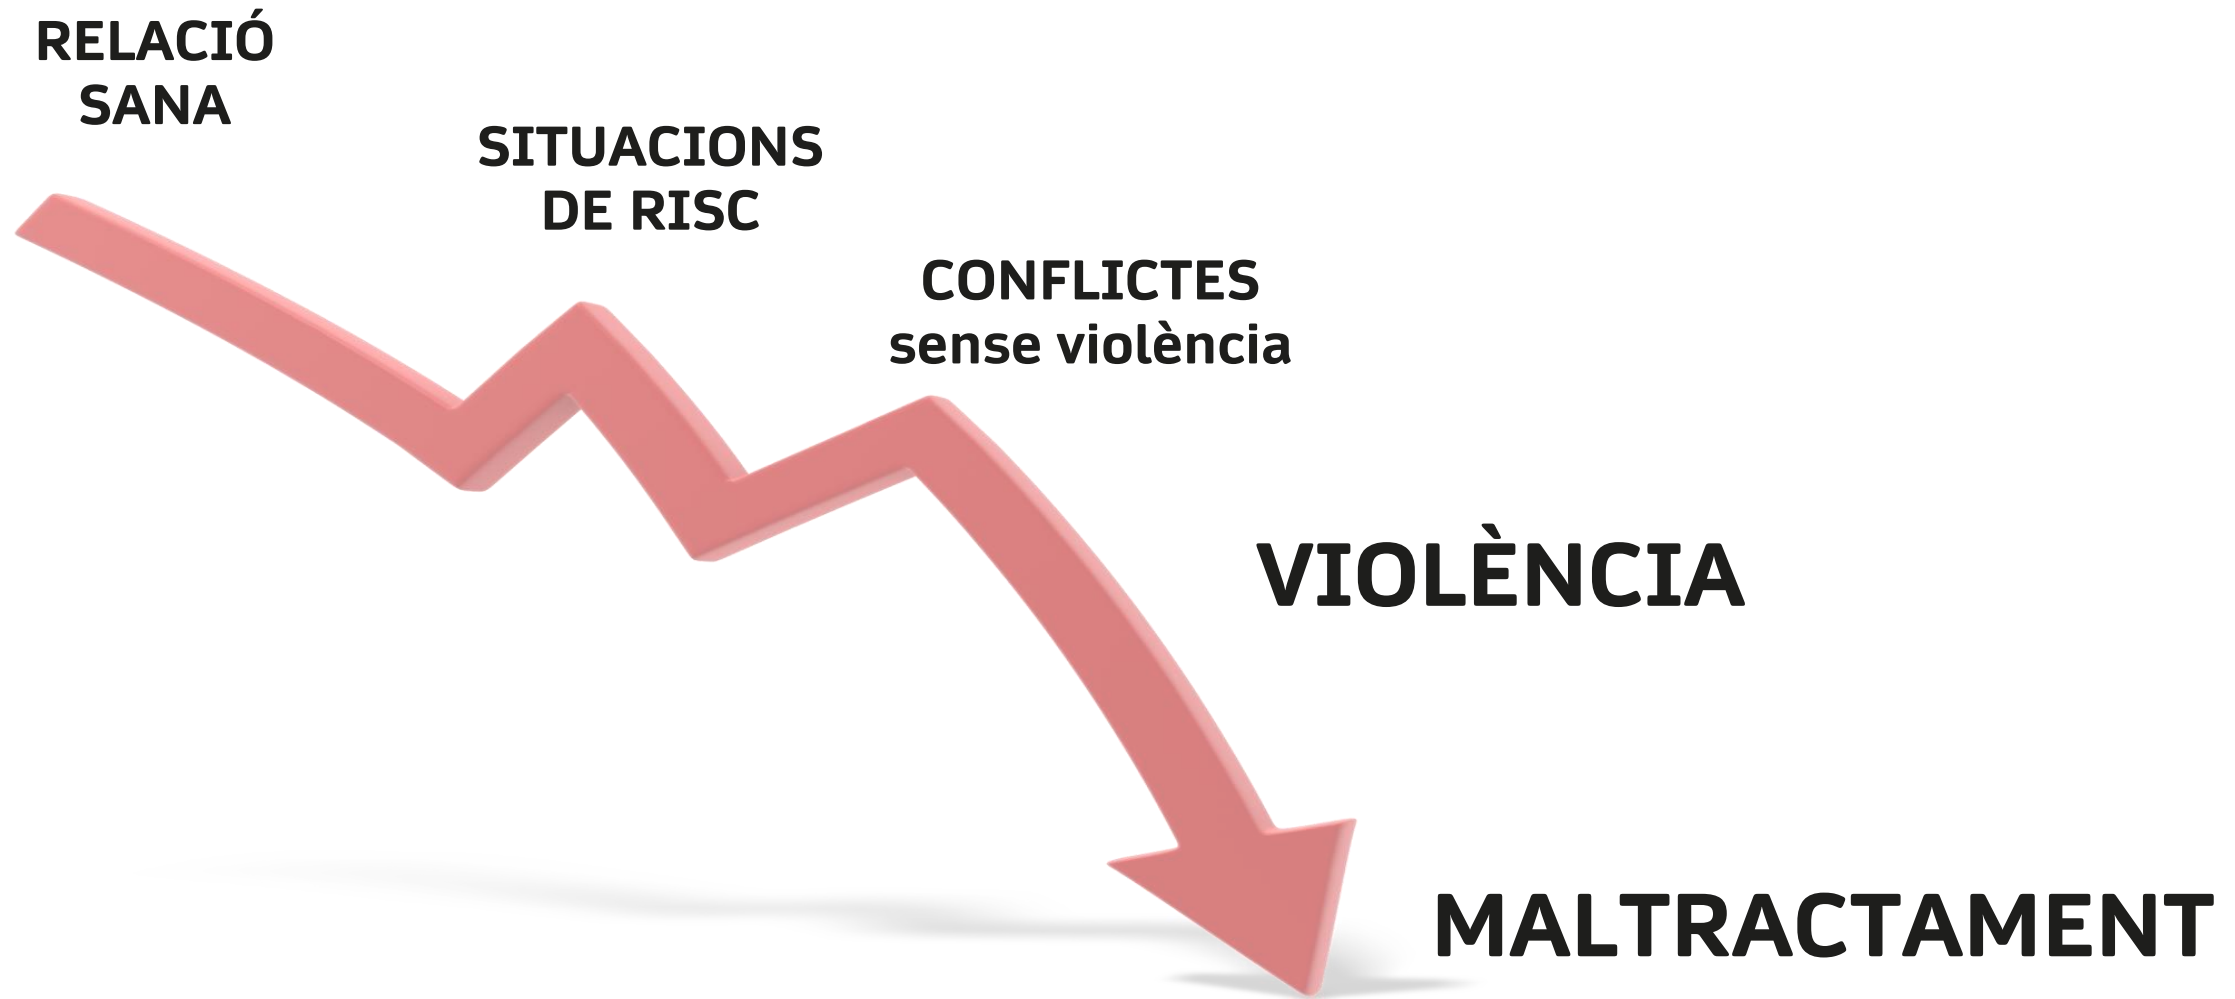 RELACIÓ
SANA
SITUACIONS
DE RISC
CONFLICTES
sense violència
VIOLÈNCIA
MALTRACTAMENT